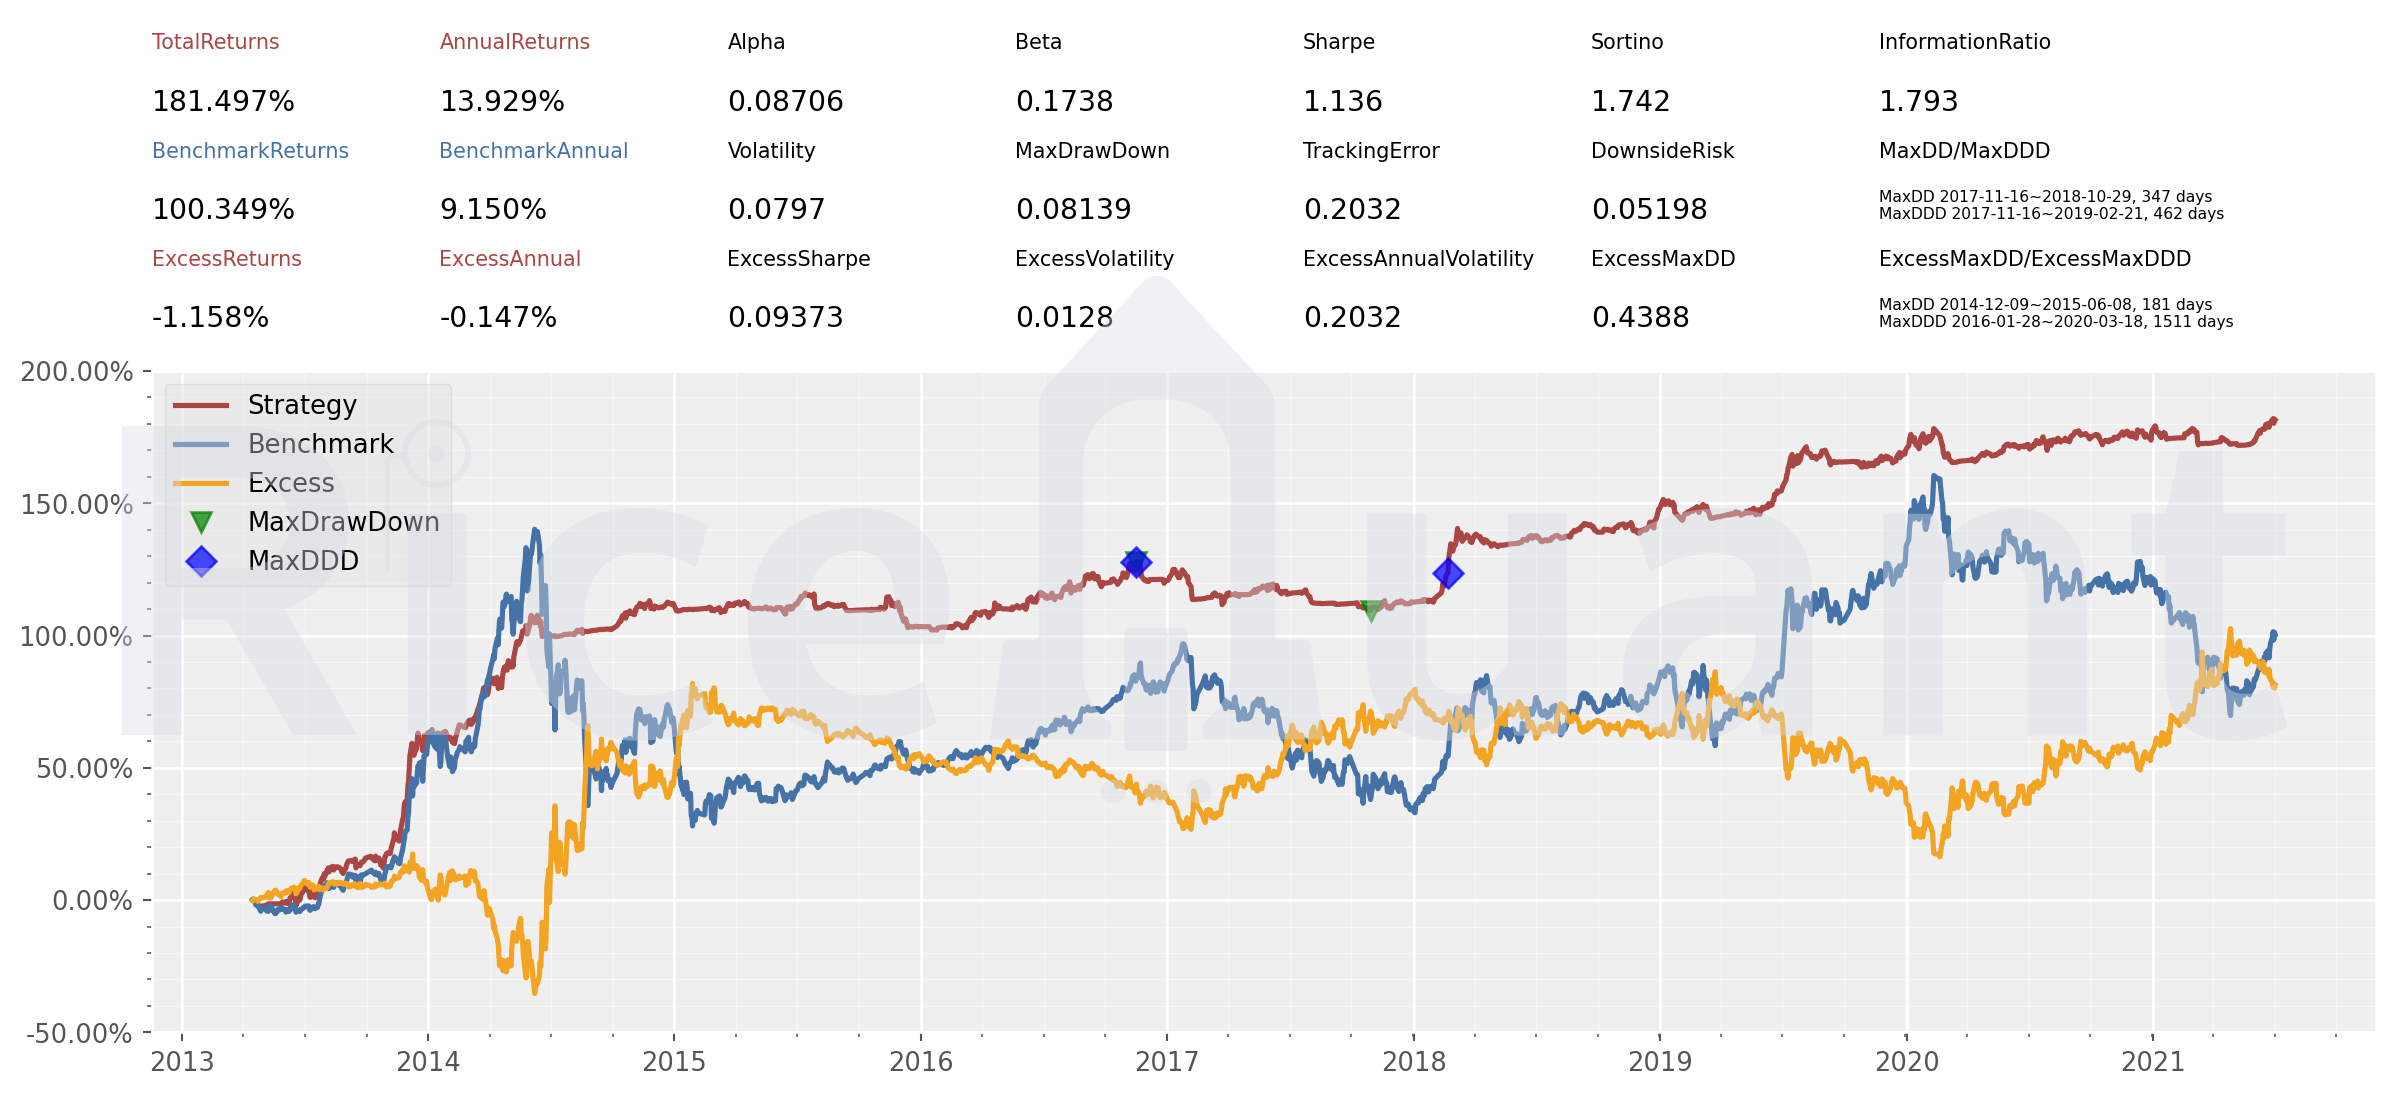 TotalReturns AnnualReturns Alpha Beta Sharpe Sortino InformationRatio
181.497% 13.929% 0.08706 0.1738 1.136 1.742 1.793
BenchmarkReturns BenchmarkAnnual Volatility MaxDrawDown TrackingError DownsideRisk MaxDD/MaxDDD
100.349% 9.150% 0.0797 0.08139 0.2032 0.05198 MaxDD 2017-11-16~2018-10-29, 347 days
MaxDDD 2017-11-16~2019-02-21, 462 days
ExcessReturns ExcessAnnual ExcessSharpe ExcessVolatility ExcessAnnualVolatility ExcessMaxDD ExcessMaxDD/ExcessMaxDDD
-1.158% -0.147% 0.09373 0.0128 0.2032 0.4388 MaxDD 2014-12-09~2015-06-08, 181 days
MaxDDD 2016-01-28~2020-03-18, 1511 days
200.00%
Strategy
Benchmark
Excess
MaxDrawDown
MaxDDD
150.00%
100.00%
50.00%
0.00%
-50.00%
2013 2014 2015 2016 2017 2018 2019 2020 2021
RiceQuant